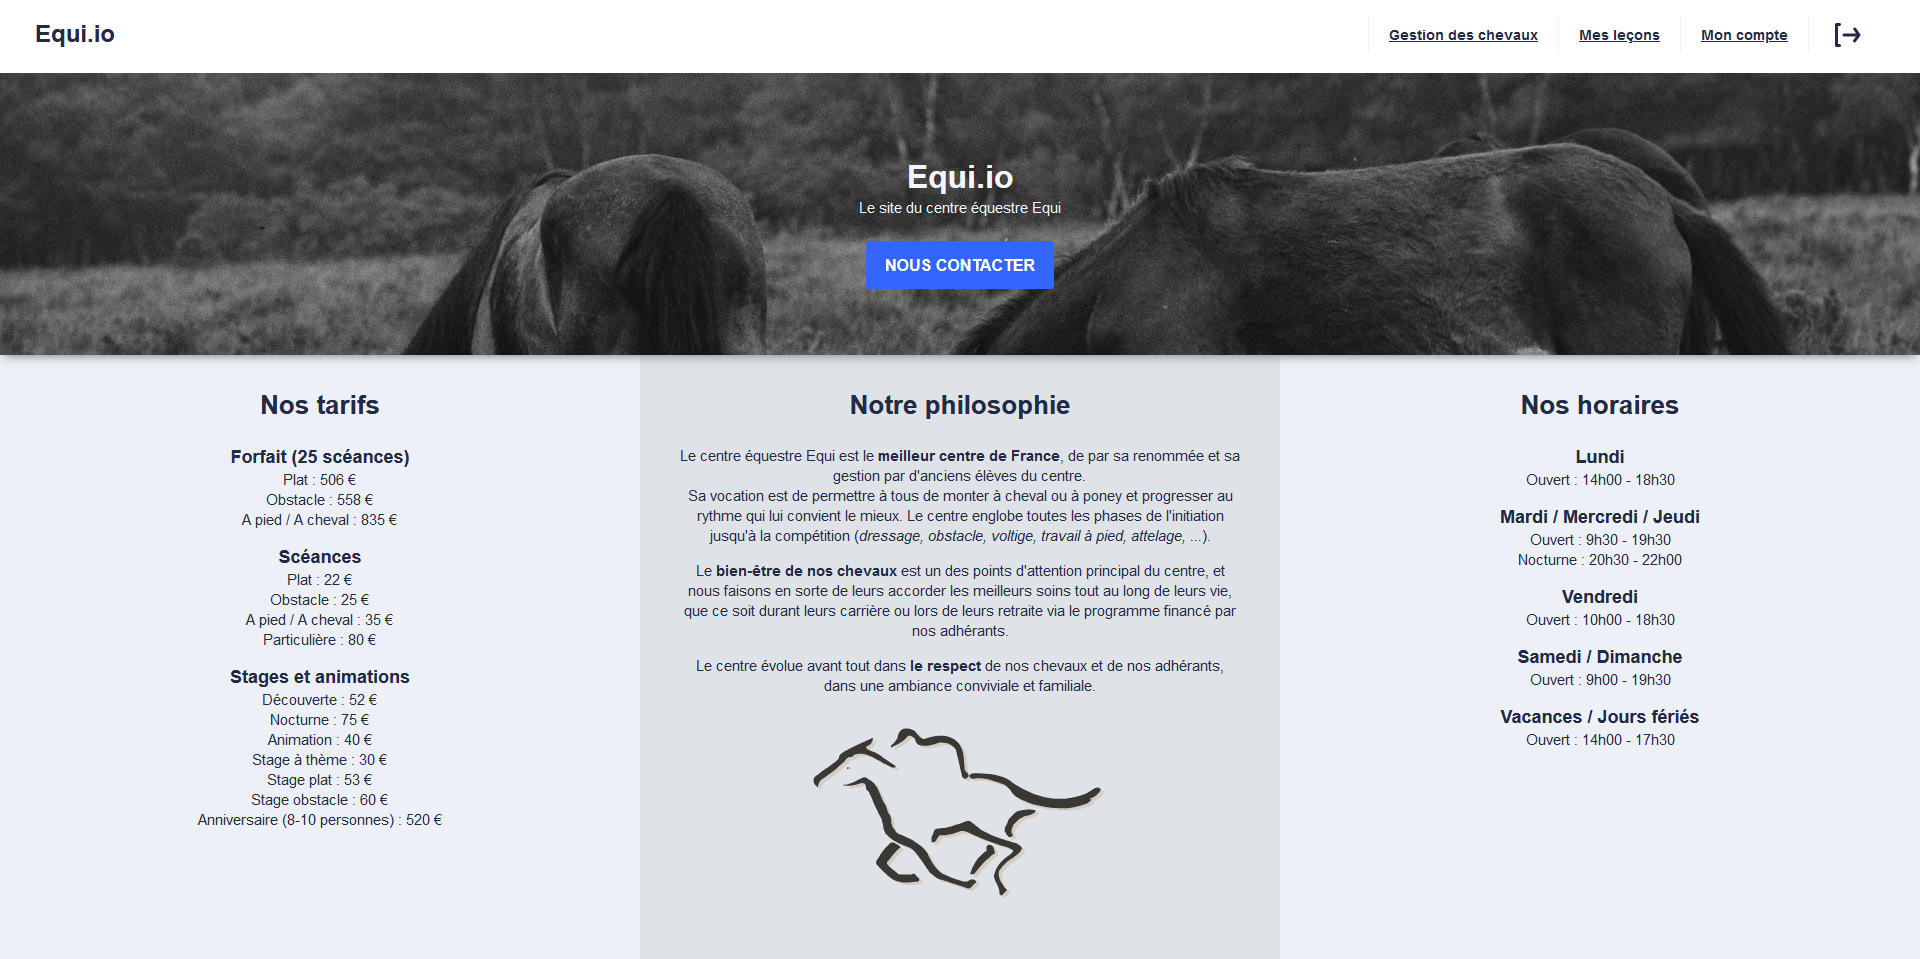 Equi.io
Gestion des chevaux
Mes leçons
Mon compte
Equi.io
Le site du centre équestre Equi
NOUS CONTACTER
Nos tarifs
Forfait (25 scéances)
Plat : 506 €
Obstacle : 558 €
A pied / A cheval : 835 €
Scéances
Plat : 22 €
Obstacle : 25 €
A pied / A cheval : 35 €
Particulière : 80 €
Stages et animations
Découverte : 52 €
Nocturne : 75 €
Animation : 40 €
Stage à thème : 30 €
Stage plat : 53 €
Stage obstacle : 60 €
Anniversaire (8-10 personnes) : 520 €
Notre philosophie
Le centre équestre Equi est le meilleur centre de France, de par sa renommée et sa
gestion par d'anciens élèves du centre.
Sa vocation est de permettre à tous de monter à cheval ou à poney et progresser au
rythme qui lui convient le mieux. Le centre englobe toutes les phases de l'initiation
jusqu'à la compétition (dressage, obstacle, voltige, travail à pied, attelage, ...).
Le bien-être de nos chevaux est un des points d'attention principal du centre, et
nous faisons en sorte de leurs accorder les meilleurs soins tout au long de leurs vie,
que ce soit durant leurs carrière ou lors de leurs retraite via le programme financé par
nos adhérants.
Le centre évolue avant tout dans le respect de nos chevaux et de nos adhérants,
dans une ambiance conviviale et familiale.
Nos horaires
Lundi
Ouvert : 14h00 - 18h30
Mardi / Mercredi / Jeudi
Ouvert : 9h30 - 19h30
Nocturne : 20h30 - 22h00
Vendredi
Ouvert : 10h00 - 18h30
Samedi / Dimanche
Ouvert : 9h00 - 19h30
Vacances / Jours fériés
Ouvert : 14h00 - 17h30